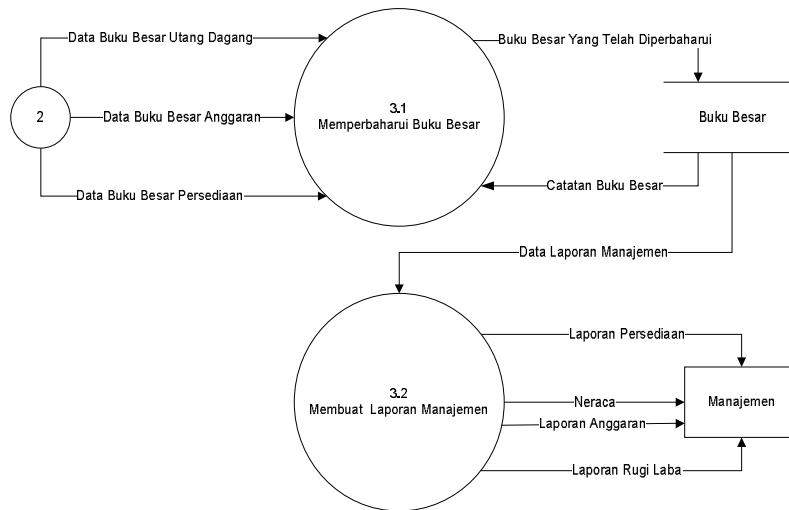 Data Buku Besar Utang Dagang
Buku Besar Yang Telah Diperbaharui
2
Data Buku Besar Anggaran
3.1
Memperbaharui Buku Besar
Buku Besar
Data Buku Besar Persediaan
Catatan Buku Besar
Data Laporan Manajemen
Laporan Persediaan
3.2
Membuat Laporan Manajemen
Neraca
Manajemen
Laporan Anggaran
Laporan Rugi Laba